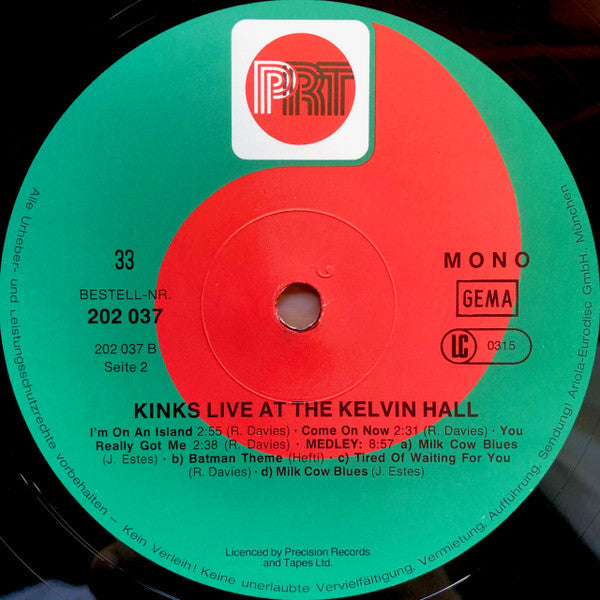 PRT
33
BESTELL-NR.
202 037
202 037 B
Seite 2
MONO
GEMA
LC 0315
KINKS LIVE AT THE KELVIN HALL
I'm On An Island 2:55 (R. Davies) · Come On Now 2:31 (R. Davies) · You
Really Got Me 2:38 (R. Davies) · MEDLEY: 8:57 a) Milk Cow Blues
(J. Estes) · b) Batman Theme (Hefti) · c) Tired Of Waiting For You
(R. Davies) · d) Milk Cow Blues (J. Estes)
Licenced by Precision Records
and Tapes Ltd.
Alle Urheber- und Leistungsschutzrechte vorbehalten – Kein Verleih! Keine unerlaubte Vervielfältigung, Vermietung, Aufführung, Sendung! Ariola-Eurodisc GmbH, München